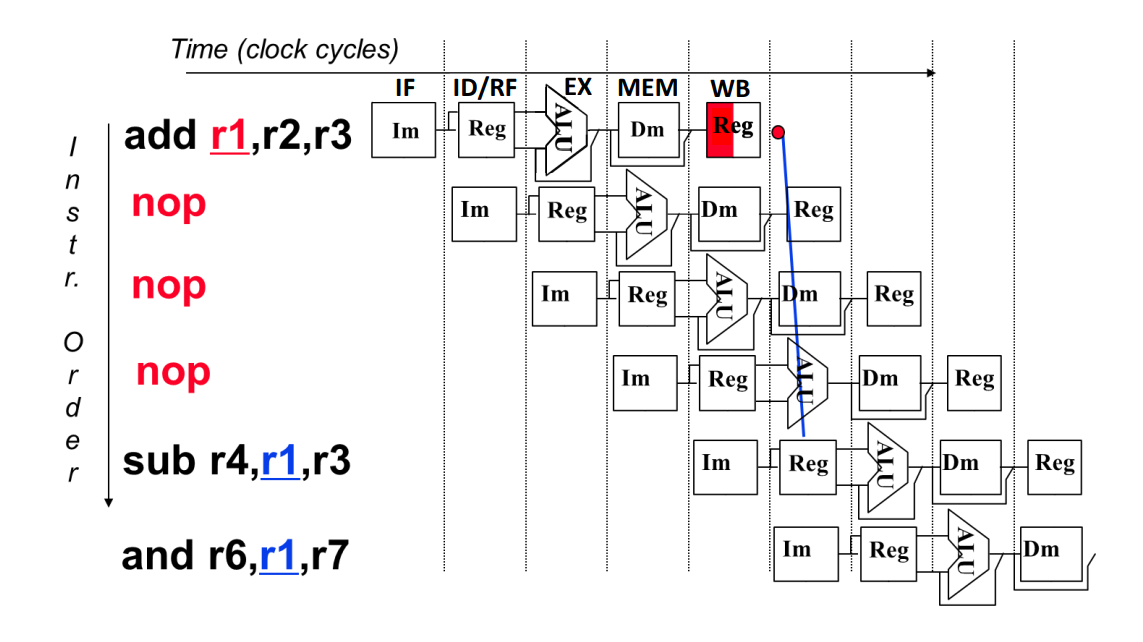 Time (clock cycles)
IF ID/RF EX MEM WB
Instr. Order
add r1,r2,r3 Im Reg ALU Dm Reg
nop Im Reg ALU Dm Reg
nop Im Reg ALU Dm Reg
nop Im Reg ALU Dm Reg
sub r4,r1,r3 Im Reg ALU Dm Reg
and r6,r1,r7 Im Reg ALU Dm